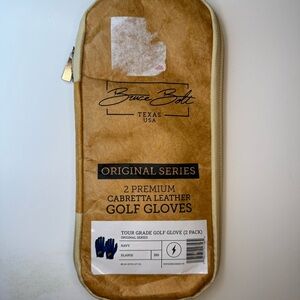 Bruce Bolt
TEXAS
USA
ORIGINAL SERIES
2 PREMIUM
CABRETTA LEATHER
GOLF GLOVES
TOUR GRADE GOLF GLOVE (2 PACK)
ORIGINAL SERIES
NAVY